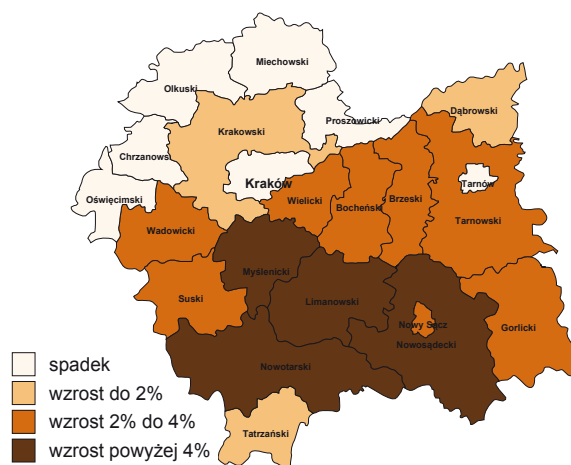 Miechowski
Olkuski
Dąbrowski
Proszowicki
Krakowski
Chrzanows
Kraków
Tarnów
Oświęcimski
Wielicki
Bocheński
Brzeski
Tarnowski
Wadowicki
Myślenicki
Suski
Limanowski
Nowy Sącz
Gorlicki
Nowosądecki
Nowotarski
Tatrzański
spadek
wzrost do 2%
wzrost 2% do 4%
wzrost powyżej 4%